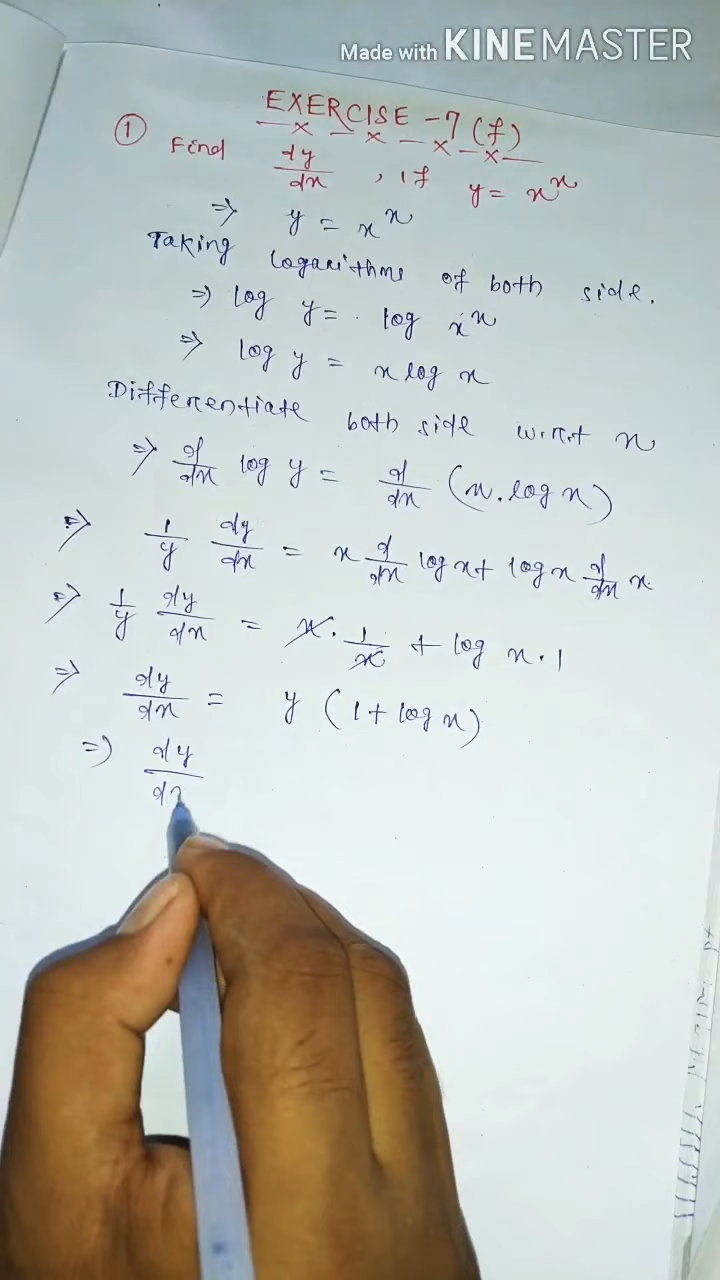 Made with KINEMASTER
EXERCISE -7 (f)
① Find dy/dx , if y = x^x
⇒ y = x^x
Taking logarithms of both side.
⇒ log y = . log x^x
⇒ log y = x log x
Differentiate both side w.r.t x
⇒ d/dx log y = d/dx (x. log x)
⇒ 1/y dy/dx = x d/dx log x + log x d/dx x.
⇒ 1/y dy/dx = x. 1/x + log x . 1
⇒ dy/dx = y (1 + log x)
⇒ dy/dx